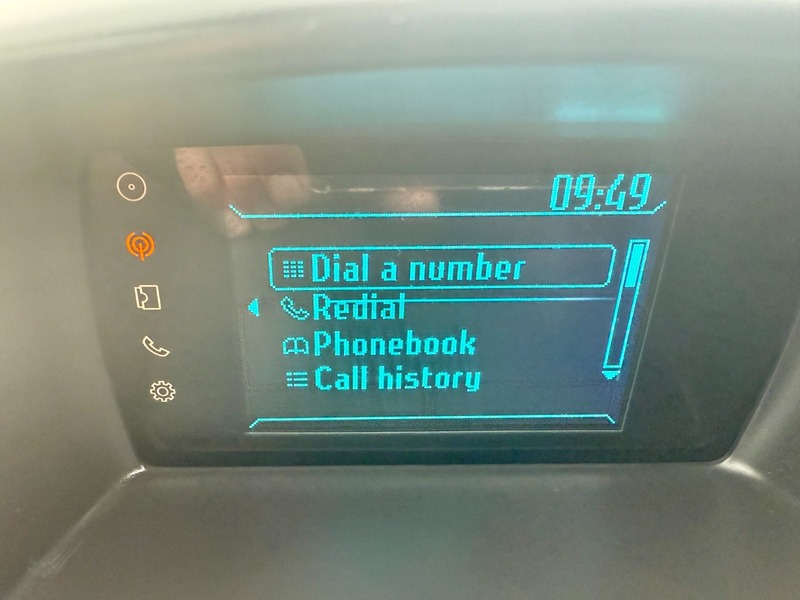 09:49
Dial a number
Redial
Phonebook
Call history